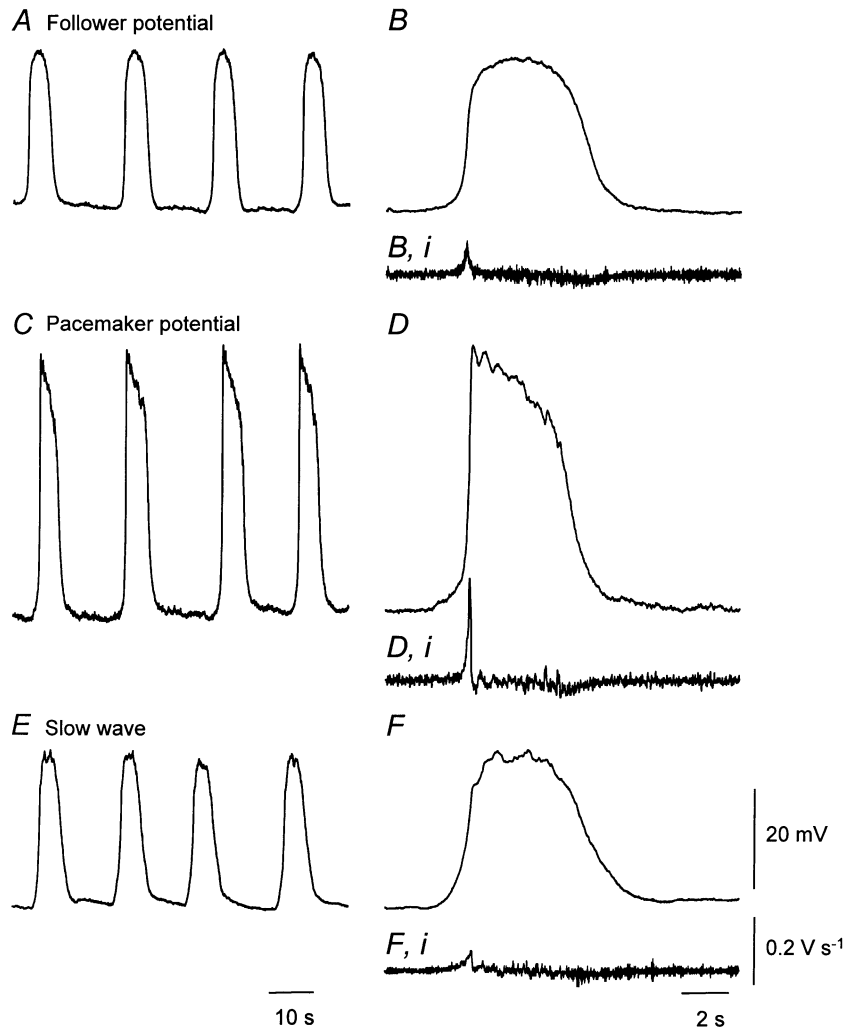 A Follower potential
B
B, i
C Pacemaker potential
D
D, i
E Slow wave
F
20 mV
F, i
0.2 V s-1
10 s
2 s